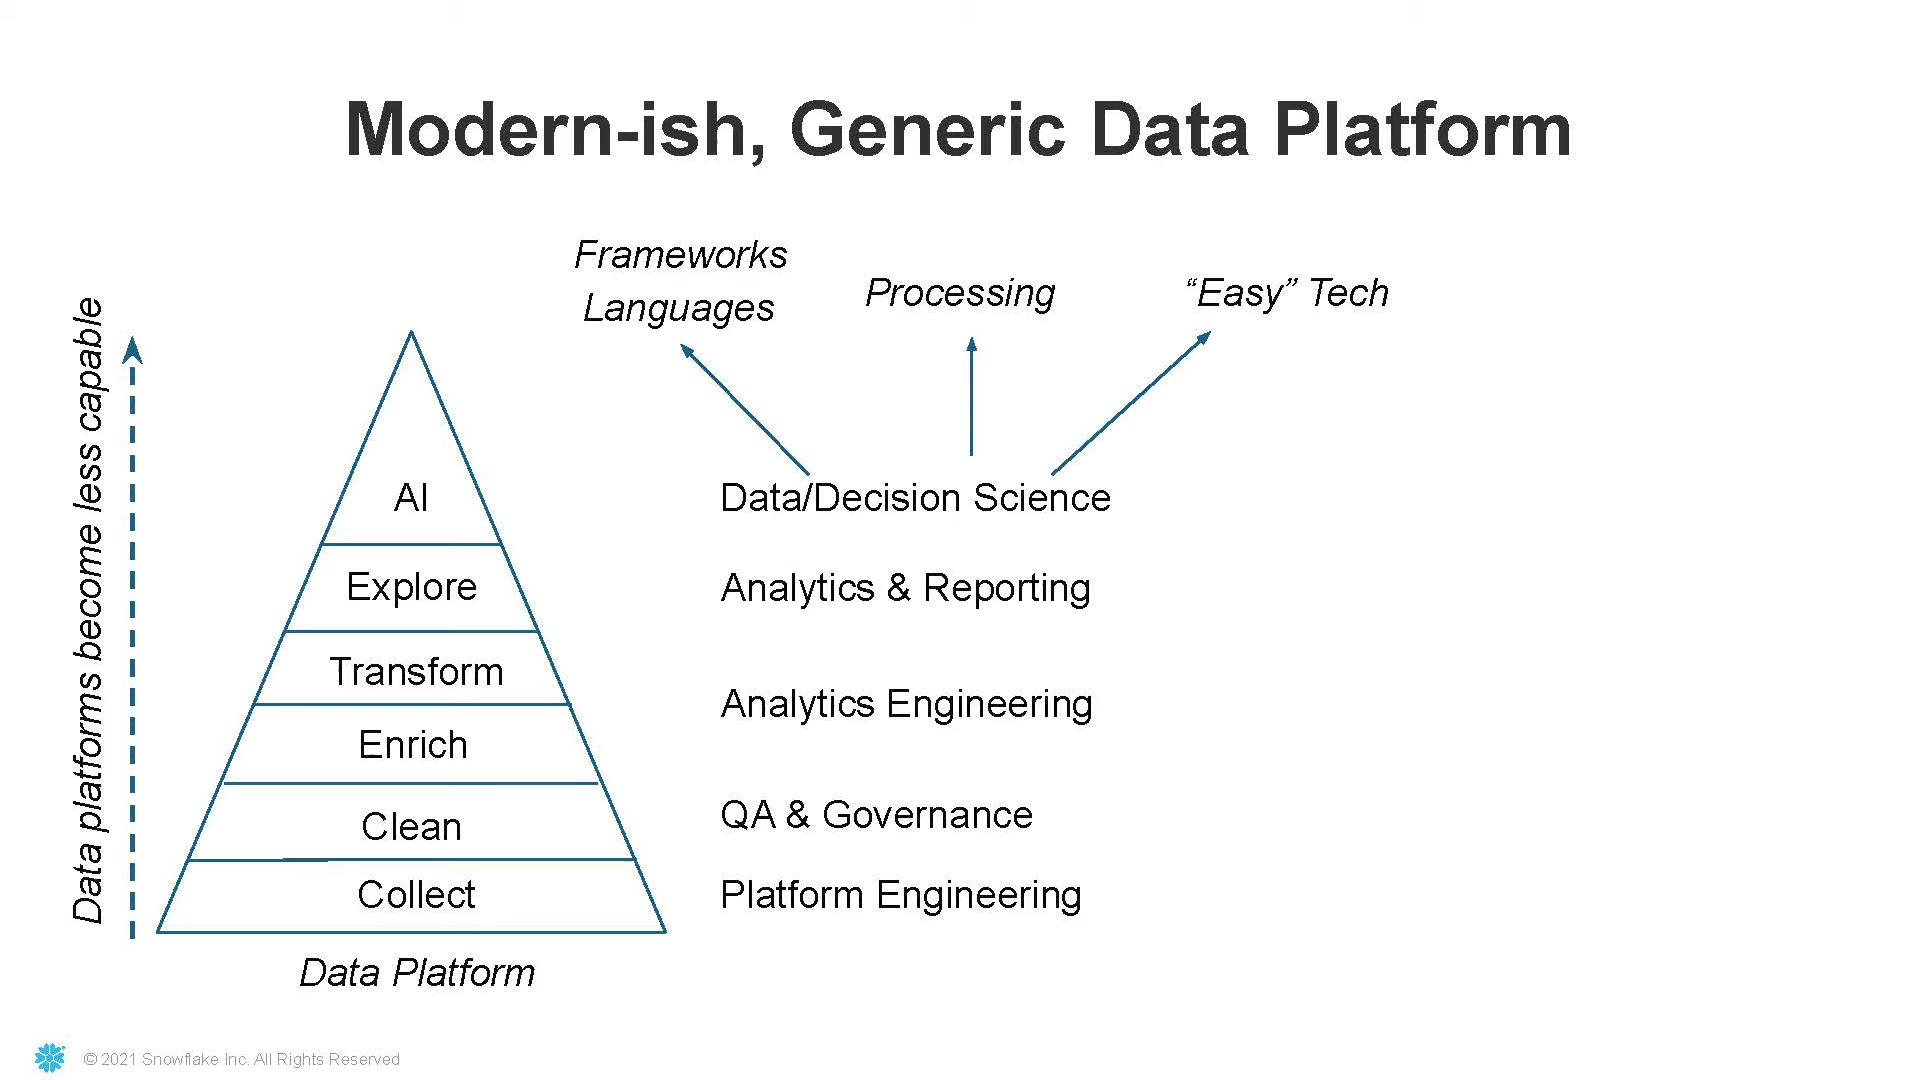 Modern-ish, Generic Data Platform
Frameworks
Languages
Processing
“Easy” Tech
Data platforms become less capable
AI
Data/Decision Science
Explore
Analytics & Reporting
Transform
Analytics Engineering
Enrich
Clean
QA & Governance
Collect
Platform Engineering
Data Platform
© 2021 Snowflake Inc. All Rights Reserved